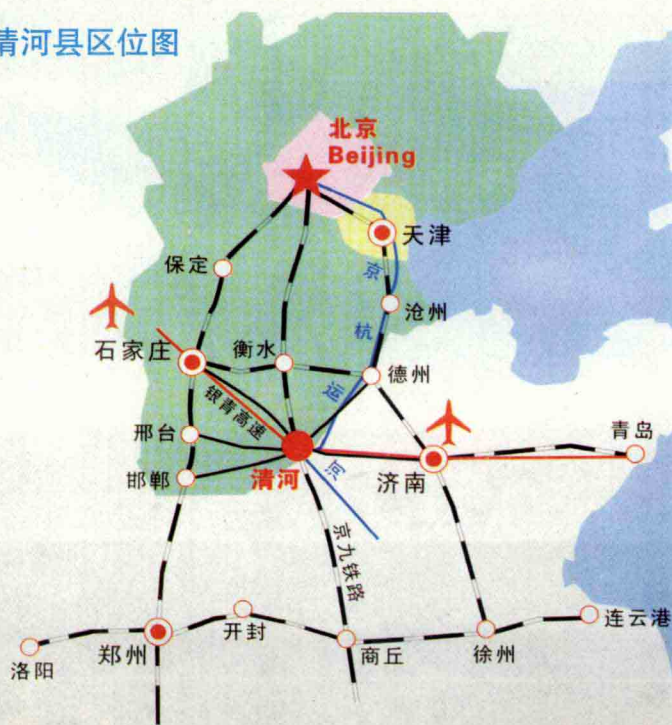 清河县区位图
北京
Beijing
天津
保定
京
沧州
杭
石家庄
衡水
德州
运
银青高速
邢台
青岛
清河
河
济南
邯郸
京九铁路
连云港
开封
洛阳
郑州
商丘
徐州